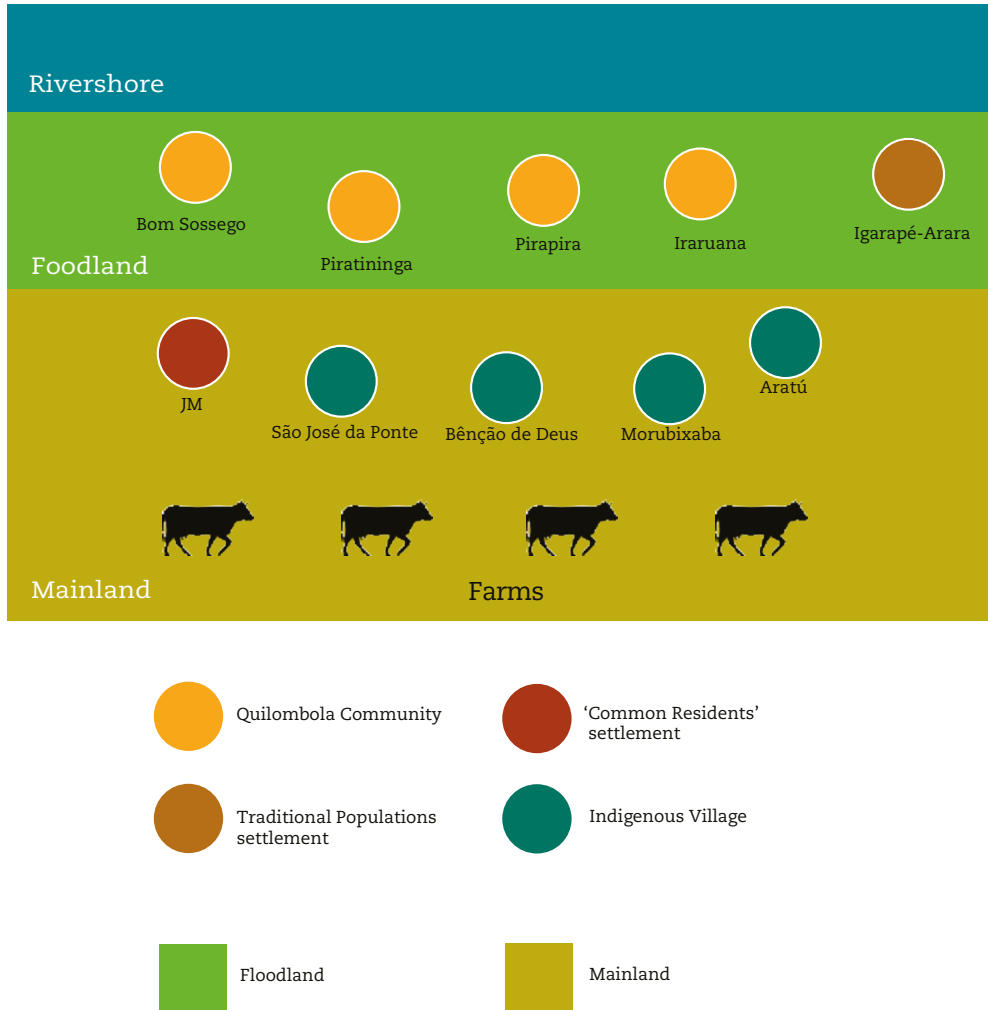 Rivershore
Bom Sossego
Piratininga
Pirapira
Iraruana
Igarapé-Arara
Foodland
JM
São José da Ponte
Bênção de Deus
Morubixaba
Aratú
Mainland
Farms
Quilombola Community
'Common Residents'
settlement
Traditional Populations
settlement
Indigenous Village
Floodland
Mainland